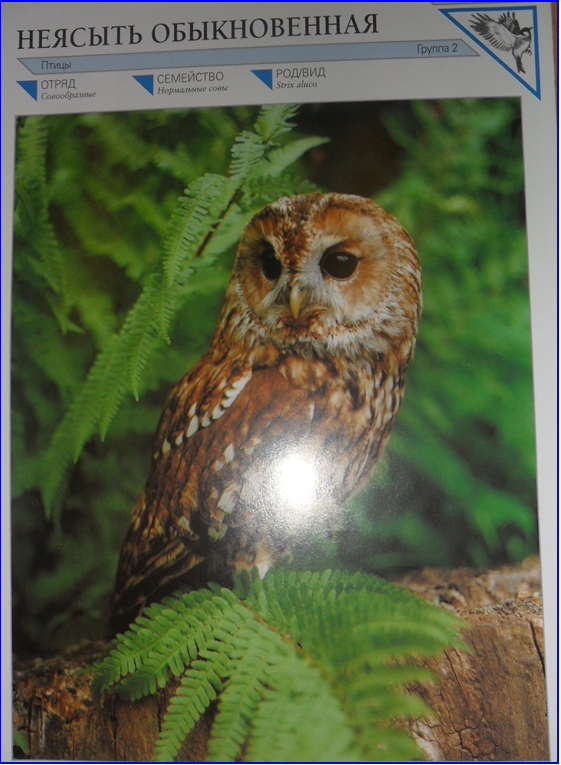 НЕЯСЫТЬ ОБЫКНОВЕННАЯ
Птицы
Группа 2
ОТРЯД
Совообразные
СЕМЕЙСТВО
Нормальные совы
РОД/ВИД
Strix aluco